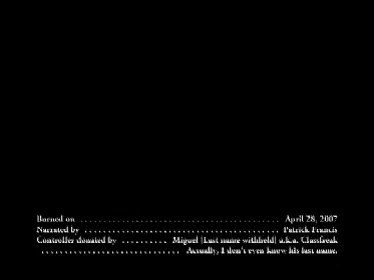 Burned on ........................................ April 28, 2007
Narrated by ........................................ Patrick Francis
Controller donated by .......... Miguel [Last name withheld] a.k.a. Classfreak
............................ Actually, I don't even know his last name.